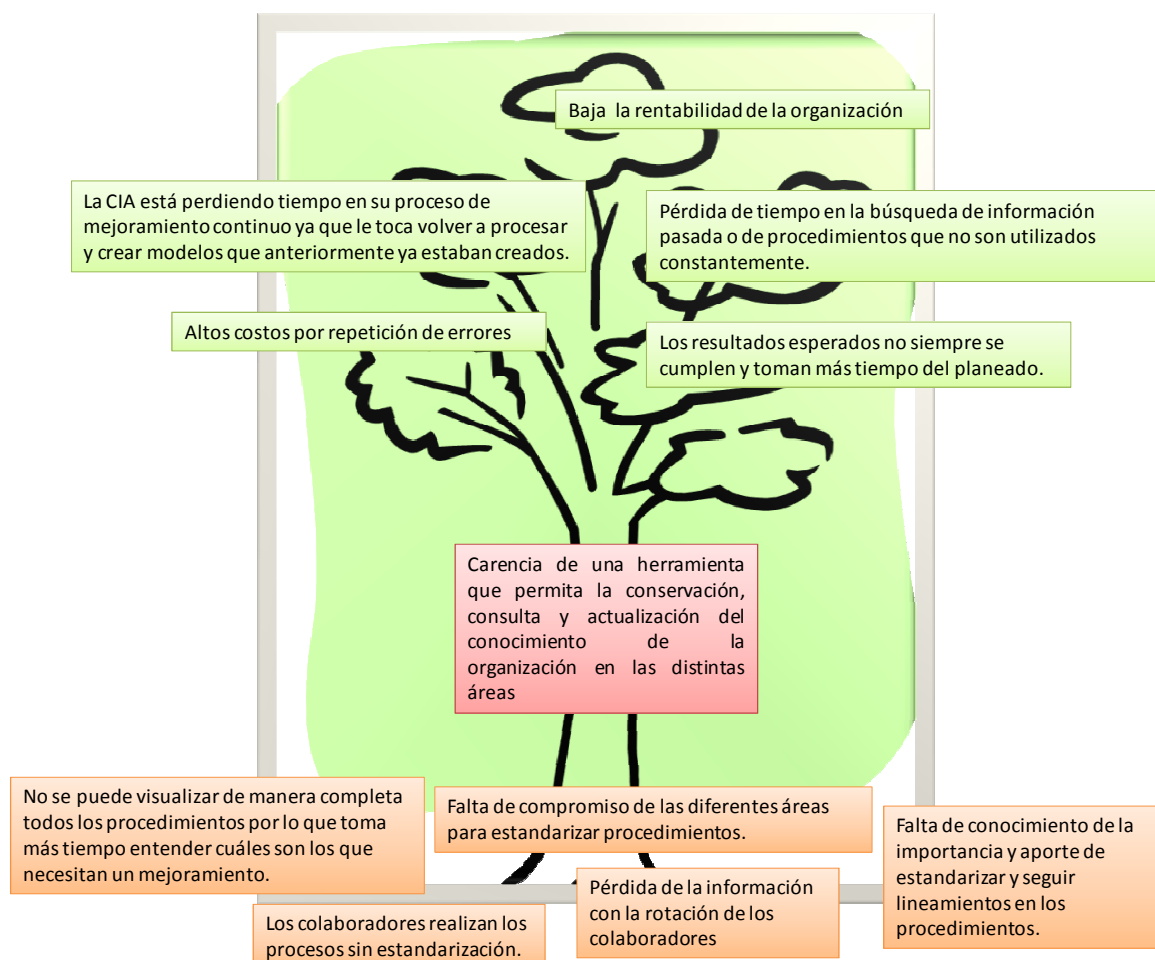 Baja la rentabilidad de la organización
La CIA está perdiendo tiempo en su proceso de
mejoramiento continuo ya que le toca volver a procesar
y crear modelos que anteriormente ya estaban creados.
Pérdida de tiempo en la búsqueda de información
pasada o de procedimientos que no son utilizados
constantemente.
Altos costos por repetición de errores
Los resultados esperados no siempre se
cumplen y toman más tiempo del planeado.
Carencia de una herramienta
que permita la conservación,
consulta y actualización del
conocimiento de la
organización en las distintas
áreas
No se puede visualizar de manera completa
todos los procedimientos por lo que toma
más tiempo entender cuáles son los que
necesitan un mejoramiento.
Falta de compromiso de las diferentes áreas
para estandarizar procedimientos.
Falta de conocimiento de la
importancia y aporte de
estandarizar y seguir
lineamientos en los
procedimientos.
Los colaboradores realizan los
procesos sin estandarización.
Pérdida de la información
con la rotación de los
colaboradores